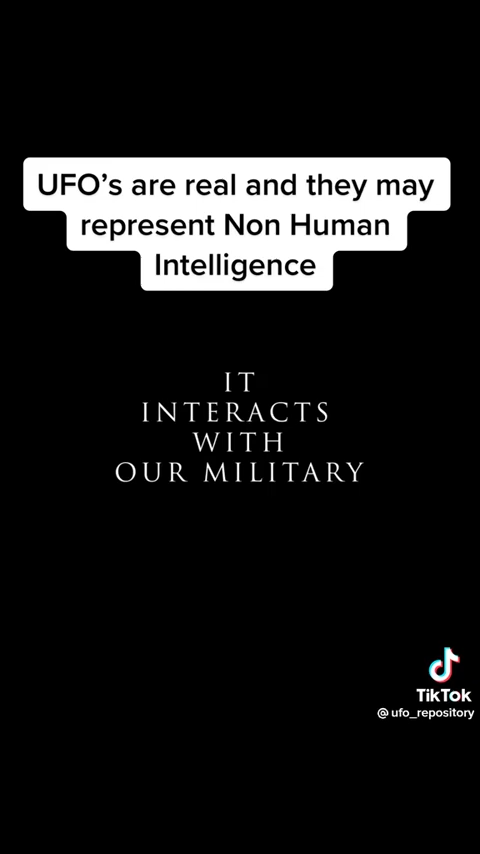 UFO's are real and they may
represent Non Human
Intelligence
IT
INTERACTS
WITH
OUR MILITARY
TikTok
@ ufo_repository